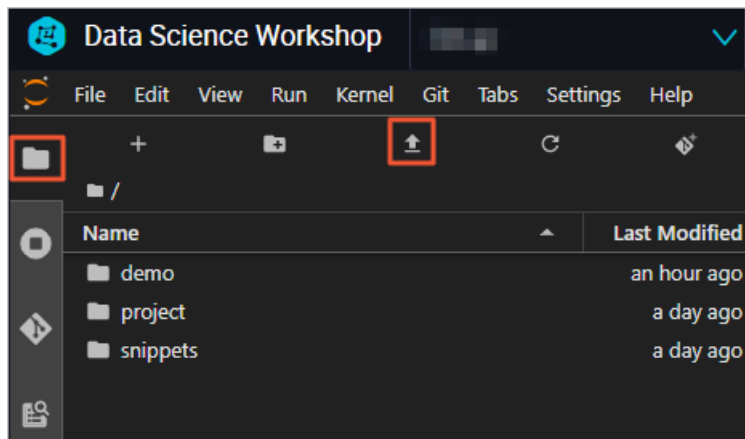 Data Science Workshop
File Edit View Run Kernel Git Tabs Settings Help
/
Name Last Modified
demo an hour ago
project a day ago
snippets a day ago